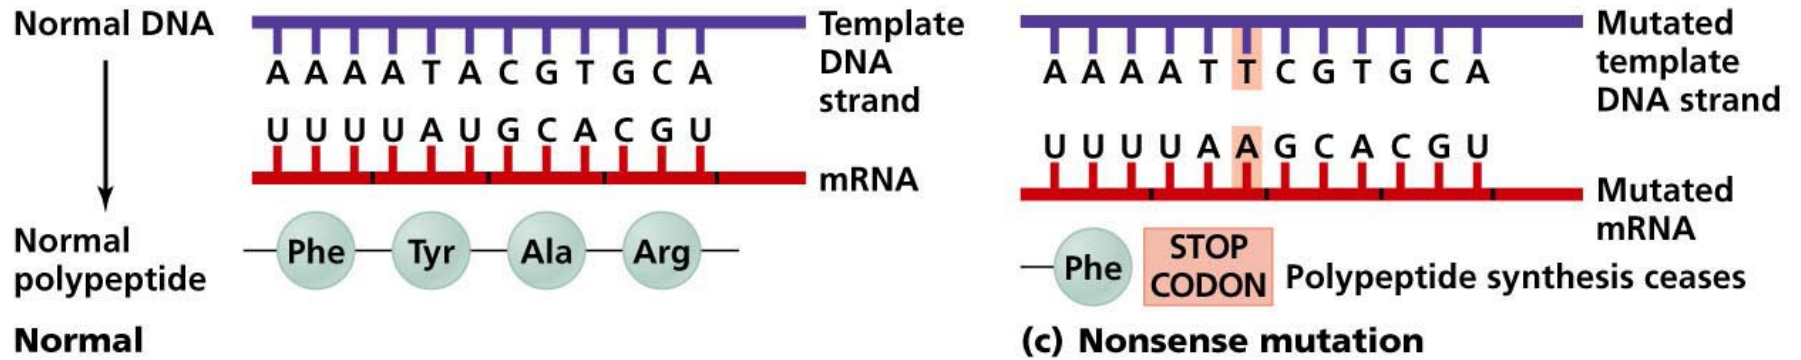 Normal DNA
A A A A T A C G T G C A
Template
DNA
strand
U U U U A U G C A C G U
mRNA
Normal
polypeptide
Phe Tyr Ala Arg
Normal
A A A A T T C G T G C A
Mutated
template
DNA strand
U U U U A A G C A C G U
Mutated
mRNA
Phe
STOP
CODON
Polypeptide synthesis ceases
(c) Nonsense mutation